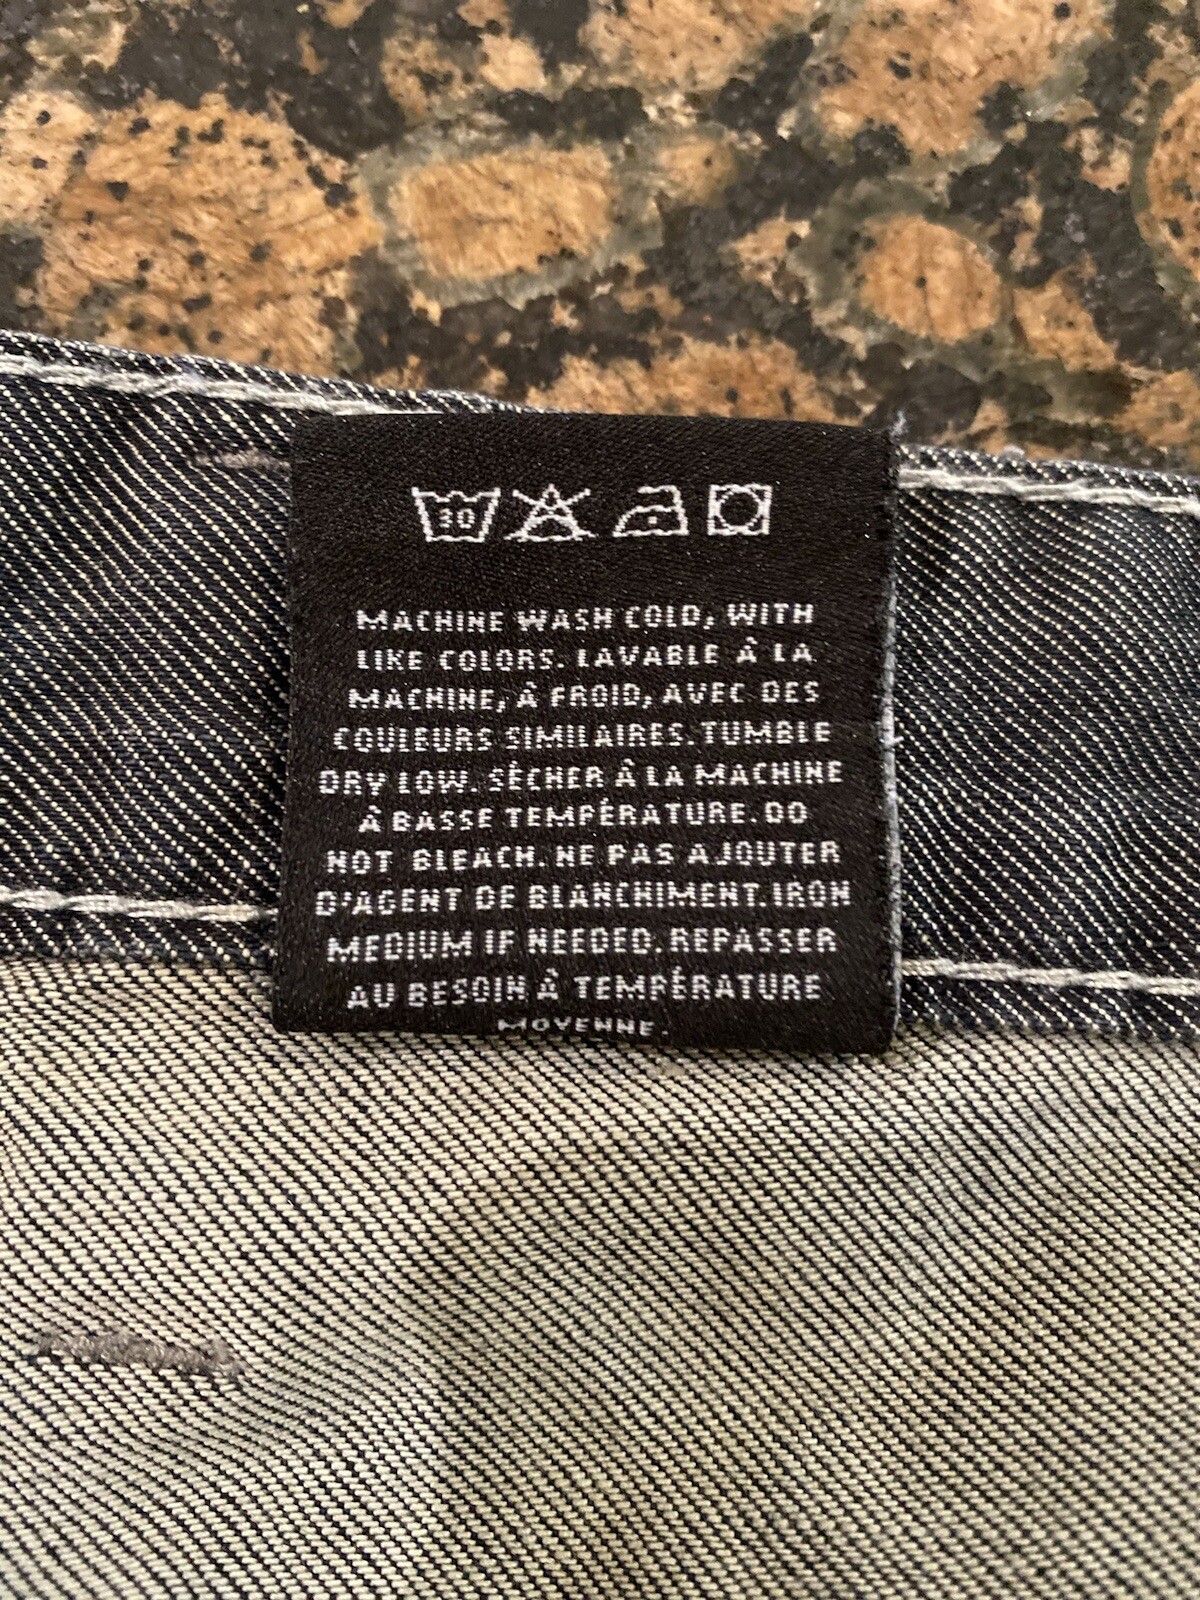 30
MACHINE WASH COLD, WITH
LIKE COLORS. LAVABLE À LA
MACHINE, À FROID, AVEC DES
COULEURS SIMILAIRES. TUMBLE
DRY LOW. SÉCHER À LA MACHINE
À BASSE TEMPÉRATURE. DO
NOT BLEACH. NE PAS AJOUTER
D'AGENT DE BLANCHIMENT. IRON
MEDIUM IF NEEDED. REPASSER
AU BESOIN À TEMPÉRATURE
MOYENNE.